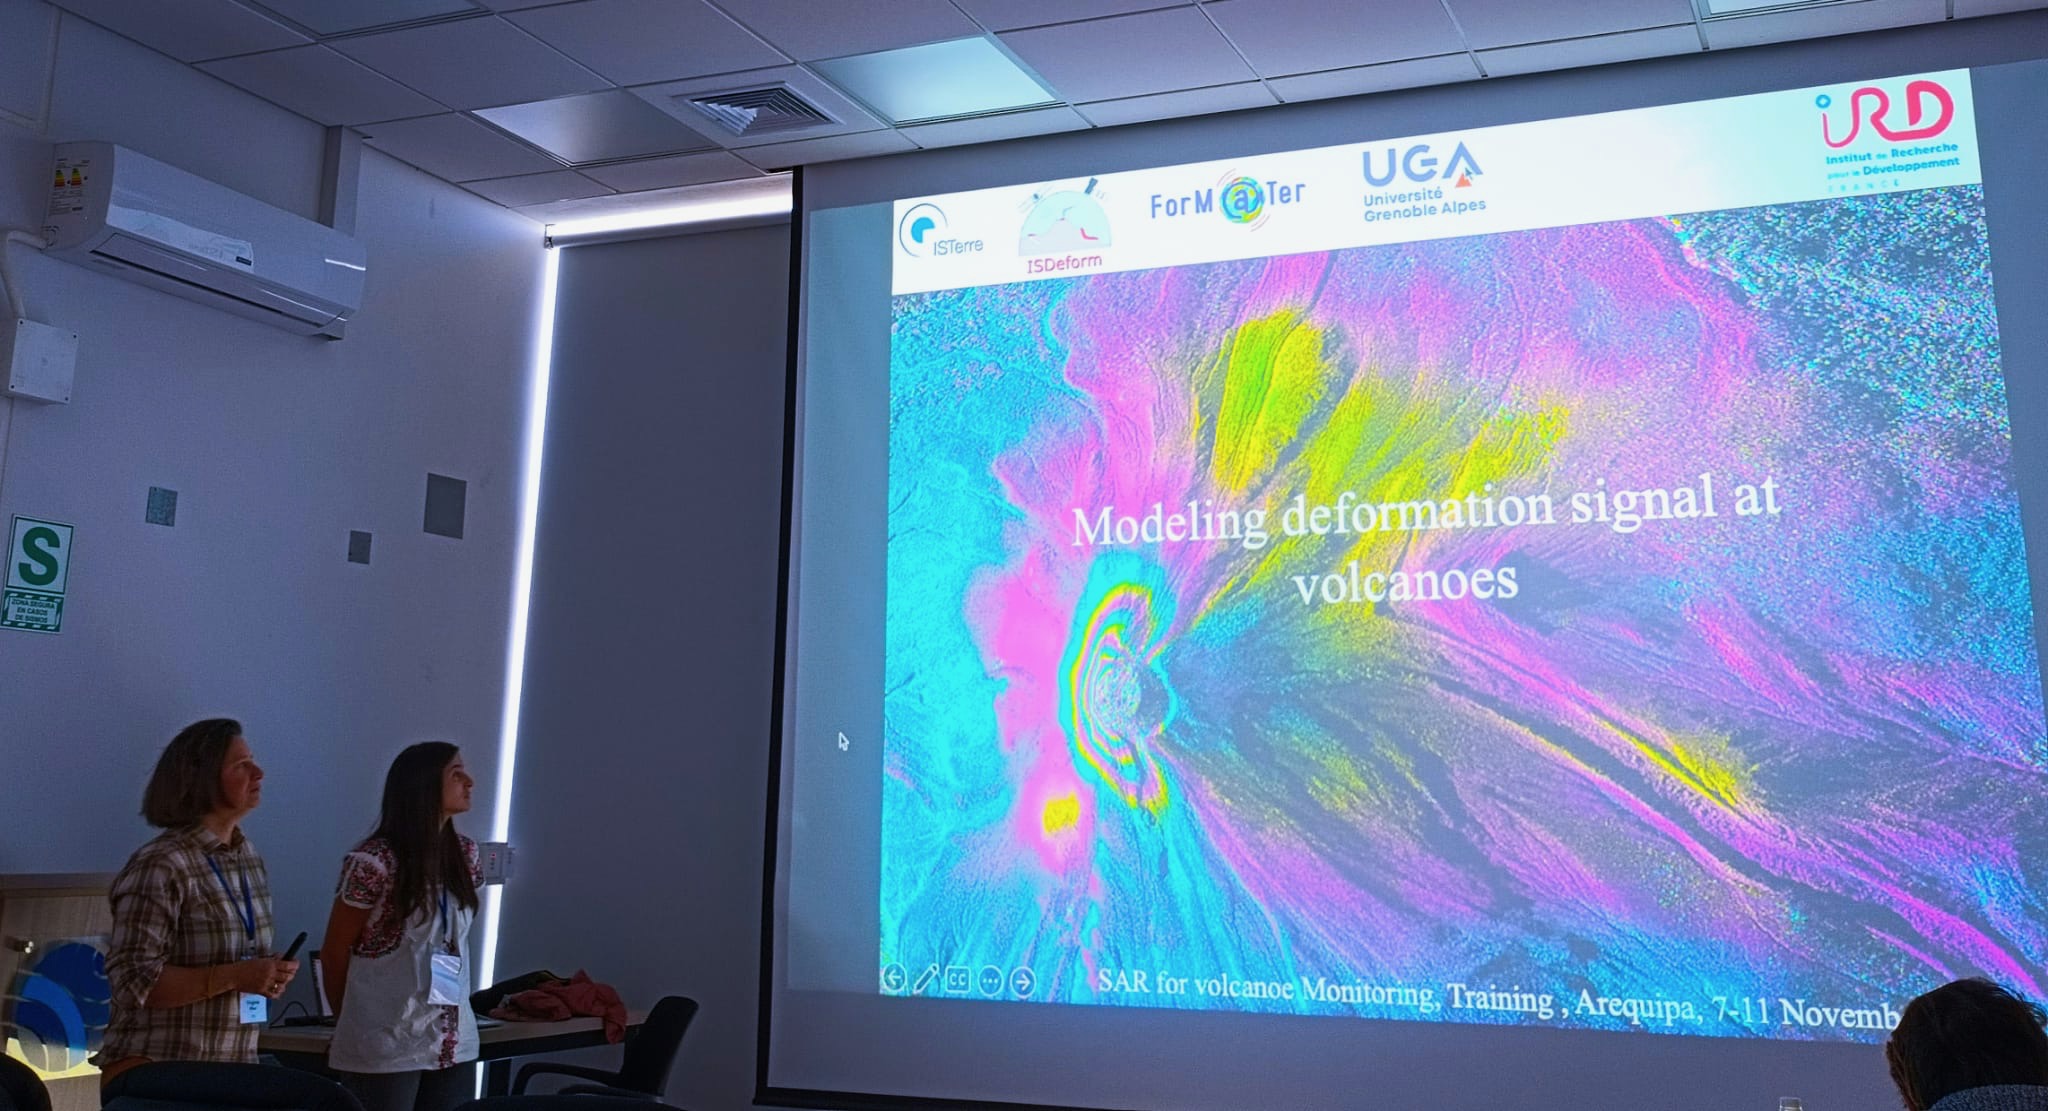 ISTerre
ISDeform
ForM@Ter
UGA
Université
Grenoble Alpes
iRD
Institut de Recherche
pour le Développement
FRANCE
Modeling deformation signal at
volcanoes
CC
SAR for volcanoe Monitoring, Training , Arequipa, 7-11 Novemb
S
ZONA SEGURA
EN CASOS
DE SISMOS